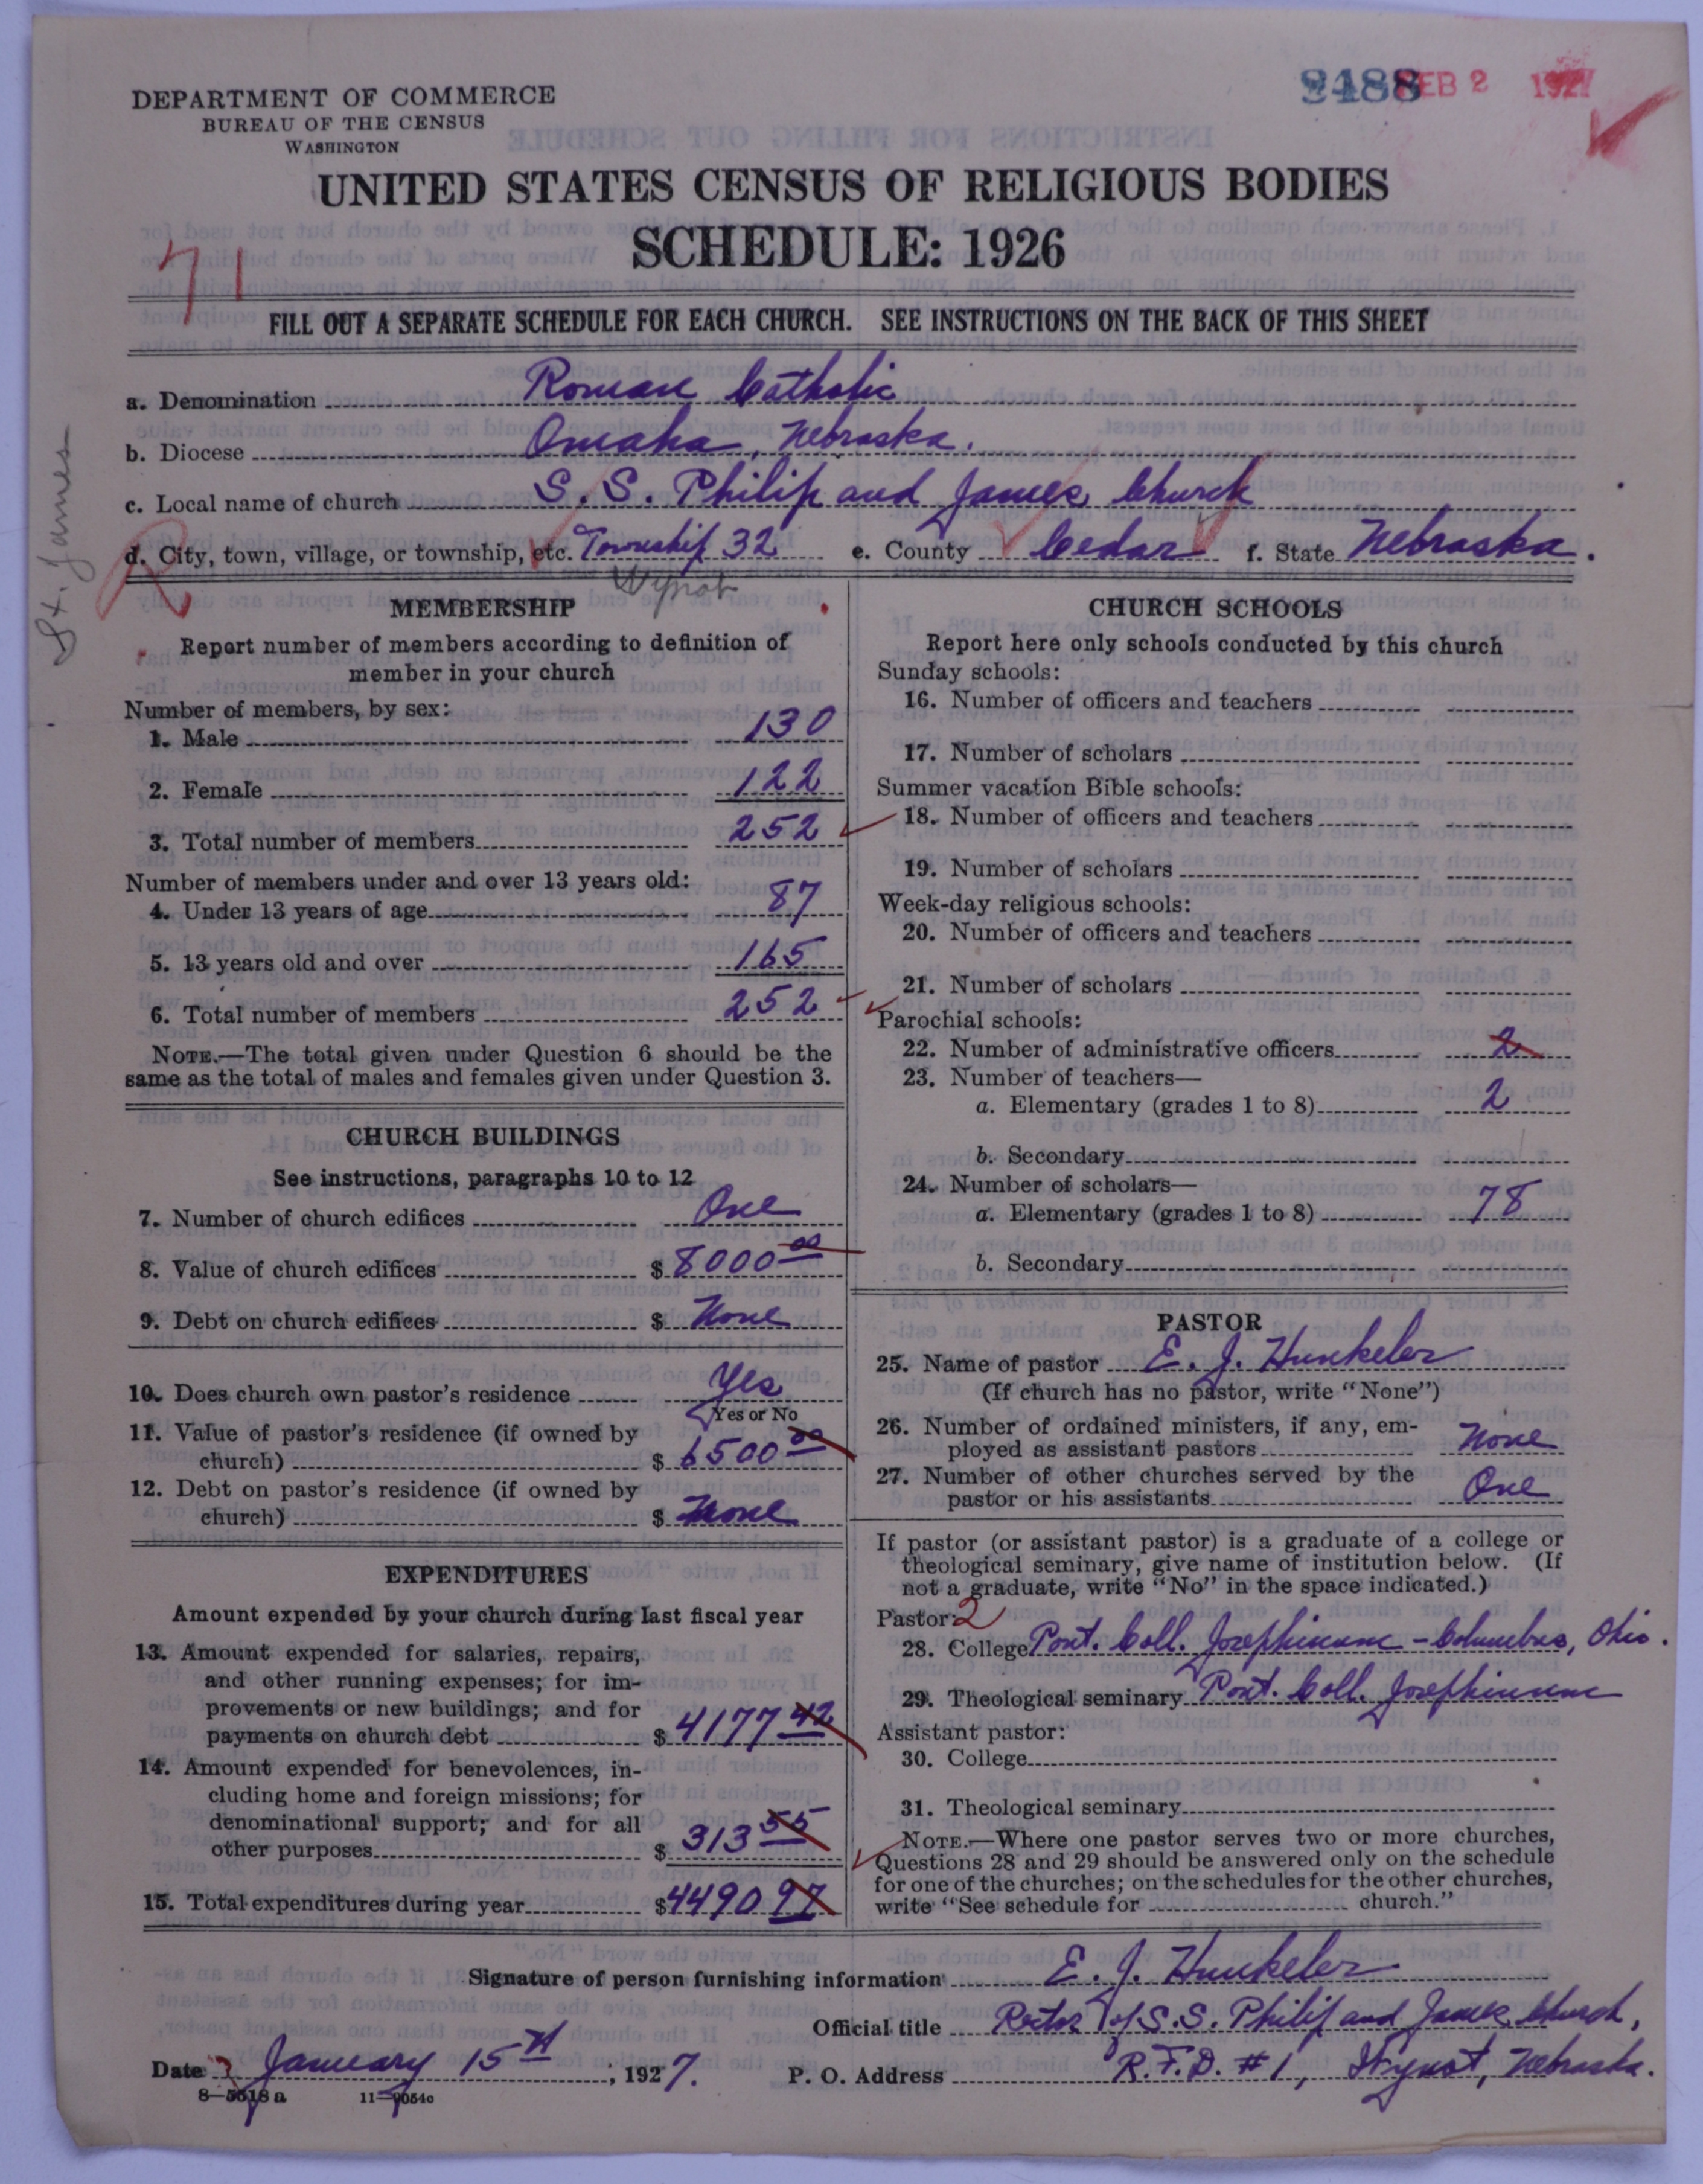 DEPARTMENT OF COMMERCE
BUREAU OF THE CENSUS
WASHINGTON
FEB 2 1927
UNITED STATES CENSUS OF RELIGIOUS BODIES
SCHEDULE: 1926
71
FILL OUT A SEPARATE SCHEDULE FOR EACH CHURCH. SEE INSTRUCTIONS ON THE BACK OF THIS SHEET
a. Denomination Roman Catholic
b. Diocese Omaha, Nebraska.
c. Local name of church S. S. Philip and James Church
d. City, town, village, or township, etc. Township 32 e. County Cedar f. State Nebraska.
St. James
Wynot
MEMBERSHIP
Report number of members according to definition of
member in your church
Number of members, by sex:
1. Male 130
2. Female 122
3. Total number of members 252
Number of members under and over 13 years old:
4. Under 13 years of age 87
5. 13 years old and over 165
6. Total number of members 252
NOTE.—The total given under Question 6 should be the
same as the total of males and females given under Question 3.
CHURCH BUILDINGS
See instructions, paragraphs 10 to 12
7. Number of church edifices One
8. Value of church edifices $ 8000 00
9. Debt on church edifices $ None
10. Does church own pastor's residence Yes
Yes or No
11. Value of pastor's residence (if owned by
church) $ 6500 00
12. Debt on pastor's residence (if owned by
church) $ None
EXPENDITURES
Amount expended by your church during last fiscal year
13. Amount expended for salaries, repairs,
and other running expenses; for im-
provements or new buildings; and for
payments on church debt $ 4177 42
14. Amount expended for benevolences, in-
cluding home and foreign missions; for
denominational support; and for all
other purposes $ 313 55
15. Total expenditures during year $ 4490 97
CHURCH SCHOOLS
Report here only schools conducted by this church
Sunday schools:
16. Number of officers and teachers
17. Number of scholars
Summer vacation Bible schools:
18. Number of officers and teachers
19. Number of scholars
Week-day religious schools:
20. Number of officers and teachers
21. Number of scholars
Parochial schools:
22. Number of administrative officers 2
23. Number of teachers—
a. Elementary (grades 1 to 8) 2
b. Secondary
24. Number of scholars—
a. Elementary (grades 1 to 8) 78
b. Secondary
PASTOR
25. Name of pastor E. J. Hunkeler
(If church has no pastor, write "None")
26. Number of ordained ministers, if any, em-
ployed as assistant pastors None
27. Number of other churches served by the
pastor or his assistants One
If pastor (or assistant pastor) is a graduate of a college or
theological seminary, give name of institution below. (If
not a graduate, write "No" in the space indicated.)
Pastor: 2
28. College Pont. Coll. Josephinum - Columbus, Ohio.
29. Theological seminary Pont. Coll. Josephinum
Assistant pastor:
30. College
31. Theological seminary
NOTE.—Where one pastor serves two or more churches,
Questions 28 and 29 should be answered only on the schedule
for one of the churches; on the schedules for the other churches,
write "See schedule for church."
Signature of person furnishing information E. J. Hunkeler
Official title Rector of S.S. Philip and James Church,
Date January 15th, 1927. P. O. Address R.F.D. #1, Wynot, Nebraska.
8—5518 a